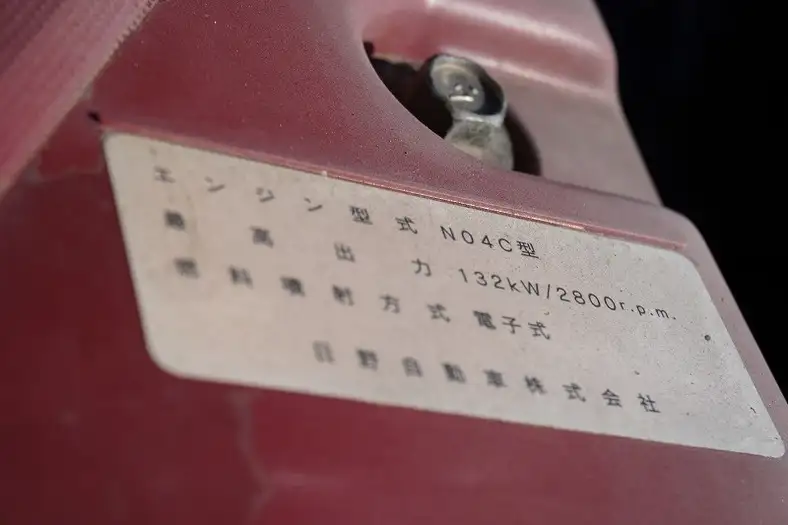 エンジン型式 N04C型
最高出力 132kW/2800r.p.m.
燃料噴射方式 電子式
日野自動車株式会社